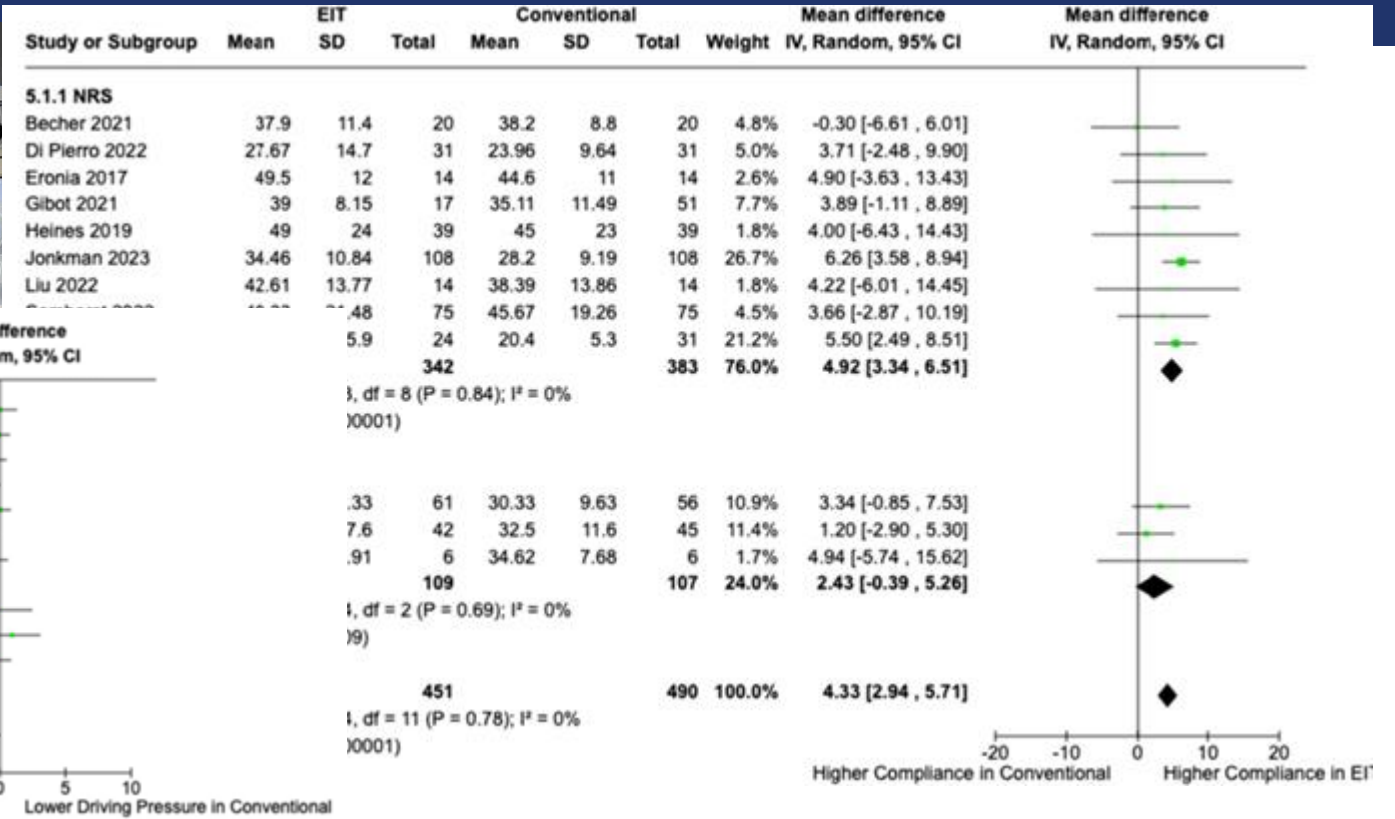 EIT Conventional Mean difference Mean difference
Study or Subgroup Mean SD Total Mean SD Total Weight IV, Random, 95% CI IV, Random, 95% CI
5.1.1 NRS
Becher 2021 37.9 11.4 20 38.2 8.8 20 4.8% -0.30 [-6.61 , 6.01]
Di Pierro 2022 27.67 14.7 31 23.96 9.64 31 5.0% 3.71 [-2.48 , 9.90]
Eronia 2017 49.5 12 14 44.6 11 14 2.6% 4.90 [-3.63 , 13.43]
Gibot 2021 39 8.15 17 35.11 11.49 51 7.7% 3.89 [-1.11 , 8.89]
Heines 2019 49 24 39 45 23 39 1.8% 4.00 [-6.43 , 14.43]
Jonkman 2023 34.46 10.84 108 28.2 9.19 108 26.7% 6.26 [3.58 , 8.94]
Liu 2022 42.61 13.77 14 38.39 13.86 14 1.8% 4.22 [-6.01 , 14.45]
.48 75 45.67 19.26 75 4.5% 3.66 [-2.87 , 10.19]
fference
5.9 24 20.4 5.3 31 21.2% 5.50 [2.49 , 8.51]
m, 95% CI
342 383 76.0% 4.92 [3.34 , 6.51]
, df = 8 (P = 0.84); I² = 0%
00001)
.33 61 30.33 9.63 56 10.9% 3.34 [-0.85 , 7.53]
7.6 42 32.5 11.6 45 11.4% 1.20 [-2.90 , 5.30]
.91 6 34.62 7.68 6 1.7% 4.94 [-5.74 , 15.62]
109 107 24.0% 2.43 [-0.39 , 5.26]
, df = 2 (P = 0.69); I² = 0%
09)
451 490 100.0% 4.33 [2.94 , 5.71]
, df = 11 (P = 0.78); I² = 0%
00001)
-20 -10 0 10 20
Higher Compliance in Conventional Higher Compliance in EIT
5 10
Lower Driving Pressure in Conventional